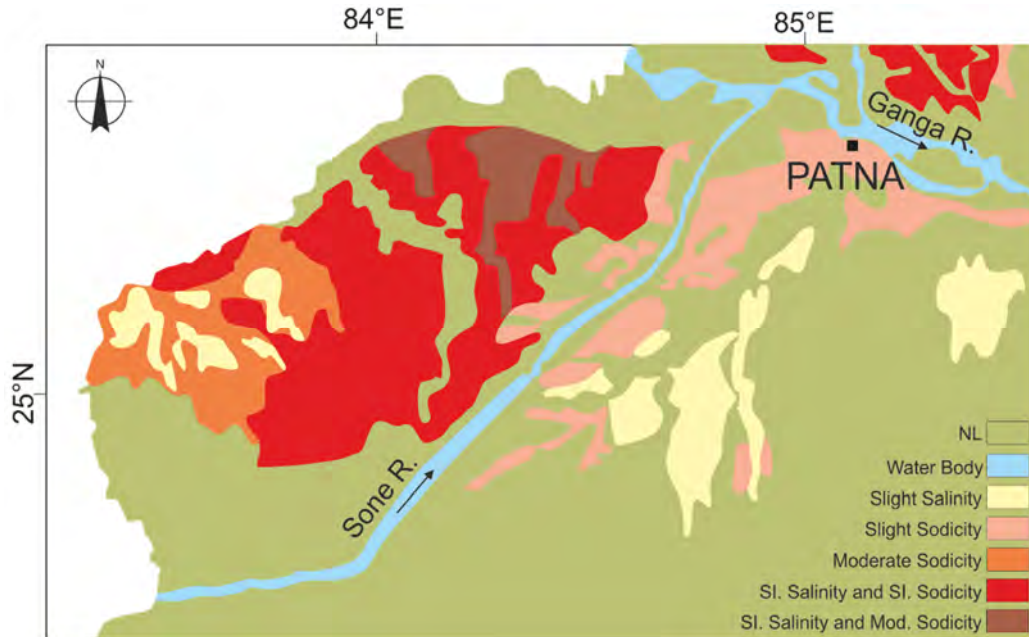 84°E
85°E
N
Ganga R.
PATNA
25°N
Sone R.
NL
Water Body
Slight Salinity
Slight Sodicity
Moderate Sodicity
Sl. Salinity and Sl. Sodicity
Sl. Salinity and Mod. Sodicity